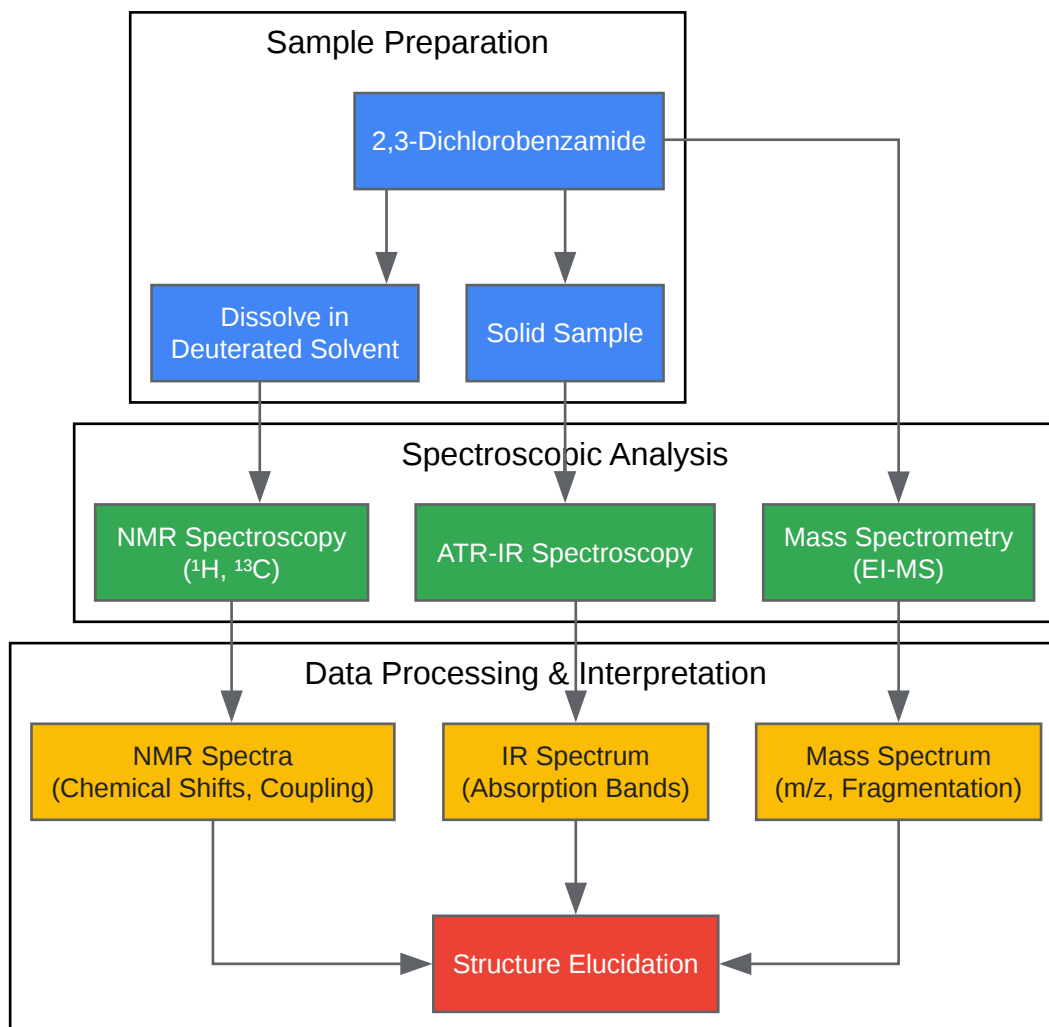 Sample Preparation
2,3-Dichlorobenzamide
Dissolve in
Deuterated Solvent
Solid Sample
Spectroscopic Analysis
NMR Spectroscopy
(¹H, ¹³C)
ATR-IR Spectroscopy
Mass Spectrometry
(EI-MS)
Data Processing & Interpretation
NMR Spectra
(Chemical Shifts, Coupling)
IR Spectrum
(Absorption Bands)
Mass Spectrum
(m/z, Fragmentation)
Structure Elucidation